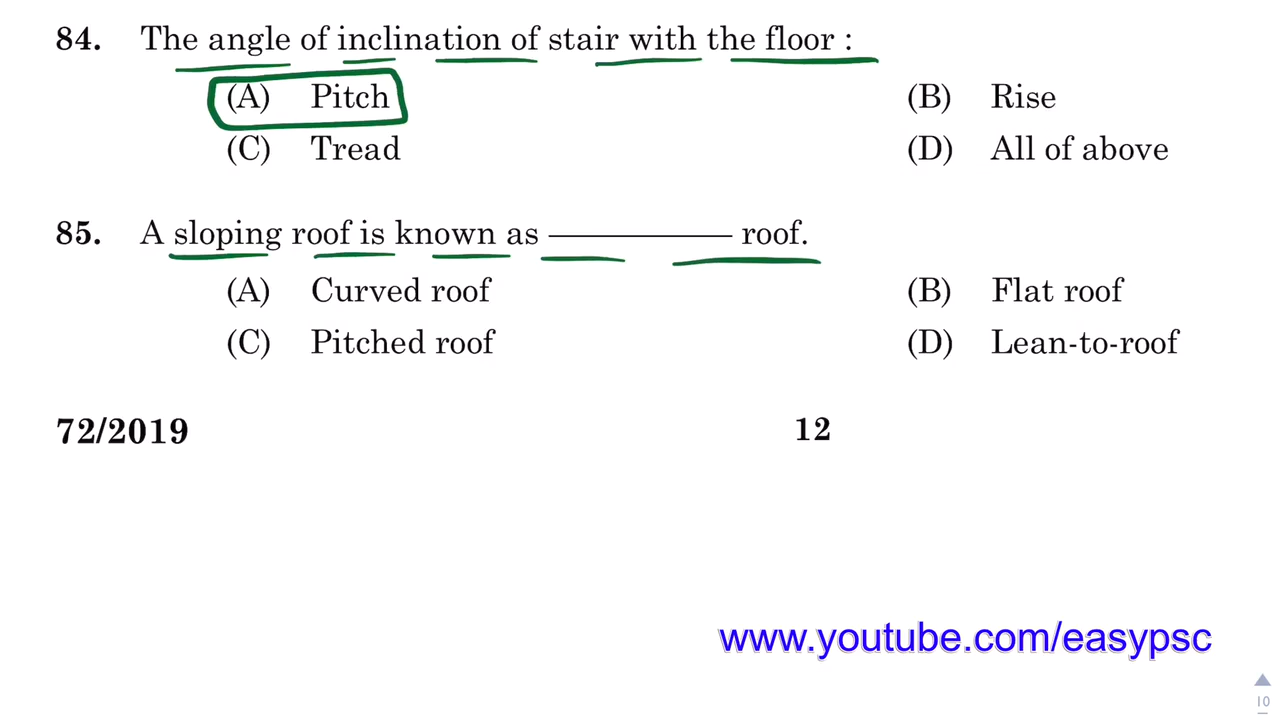 84. The angle of inclination of stair with the floor :
(A) Pitch (B) Rise
(C) Tread (D) All of above
85. A sloping roof is known as ———— roof.
(A) Curved roof (B) Flat roof
(C) Pitched roof (D) Lean-to-roof
72/2019 12
www.youtube.com/easypsc
10